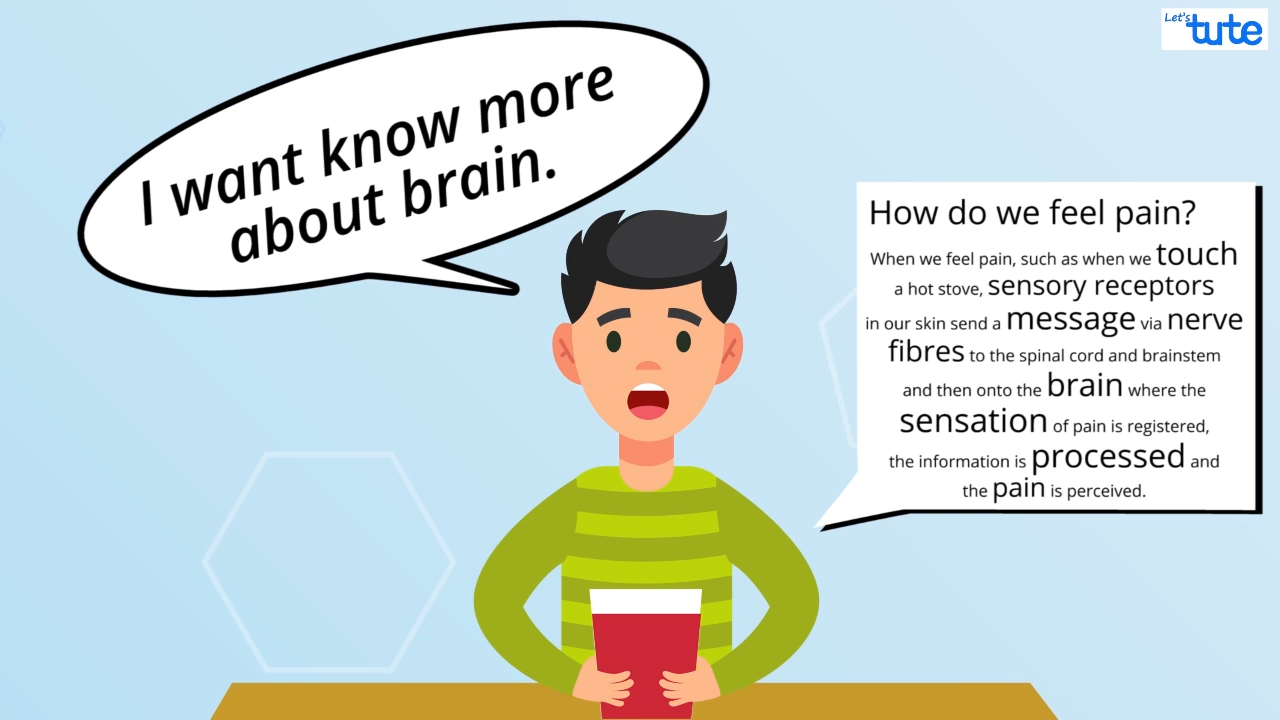 Let's
tute
I want know more
about brain.
How do we feel pain?
When we feel pain, such as when we touch
a hot stove, sensory receptors
in our skin send a message via nerve
fibres to the spinal cord and brainstem
and then onto the brain where the
sensation of pain is registered,
the information is processed and
the pain is perceived.